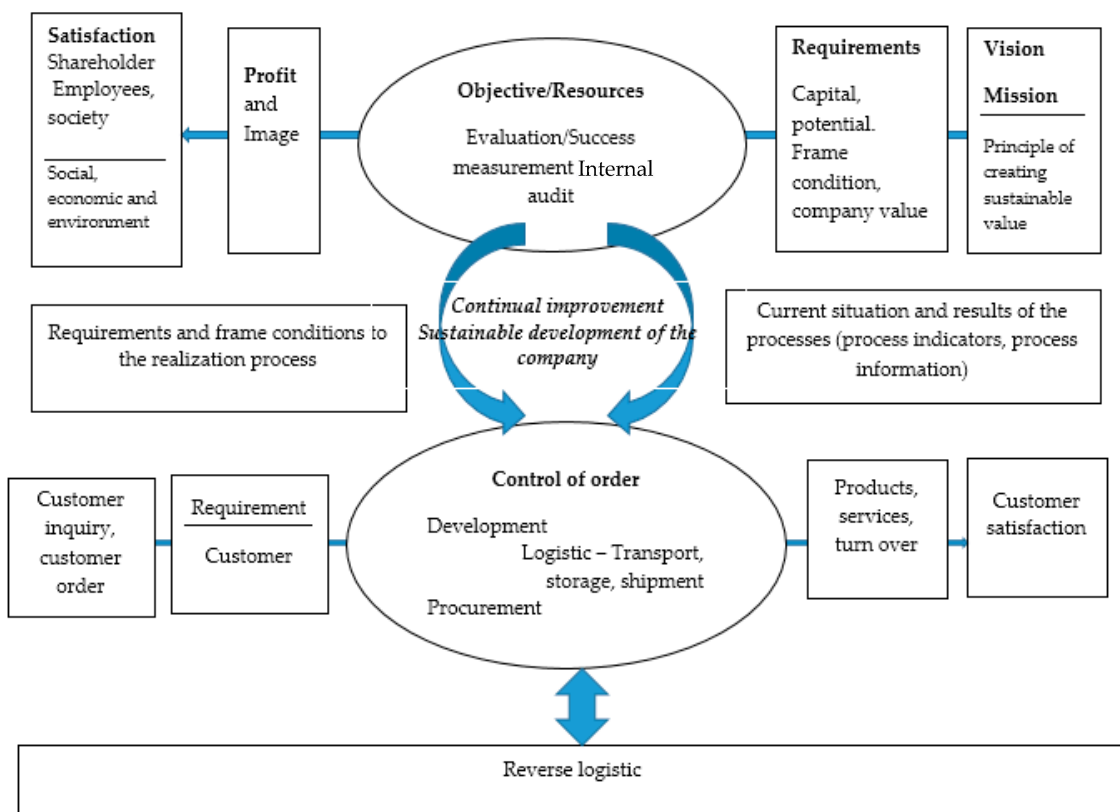 Satisfaction
Shareholder
Employees,
society
Social,
economic and
environment
Profit
and
Image
Objective/Resources
Evaluation/Success
measurement Internal
audit
Requirements
Capital,
potential.
Frame
condition,
company value
Vision
Mission
Principle of
creating
sustainable
value
Requirements and frame conditions to
the realization process
Continual improvement
Sustainable development of the
company
Current situation and results of the
processes (process indicators, process
information)
Customer
inquiry,
customer
order
Requirement
Customer
Control of order
Development
Logistic – Transport,
storage, shipment
Procurement
Products,
services,
turn over
Customer
satisfaction
Reverse logistic